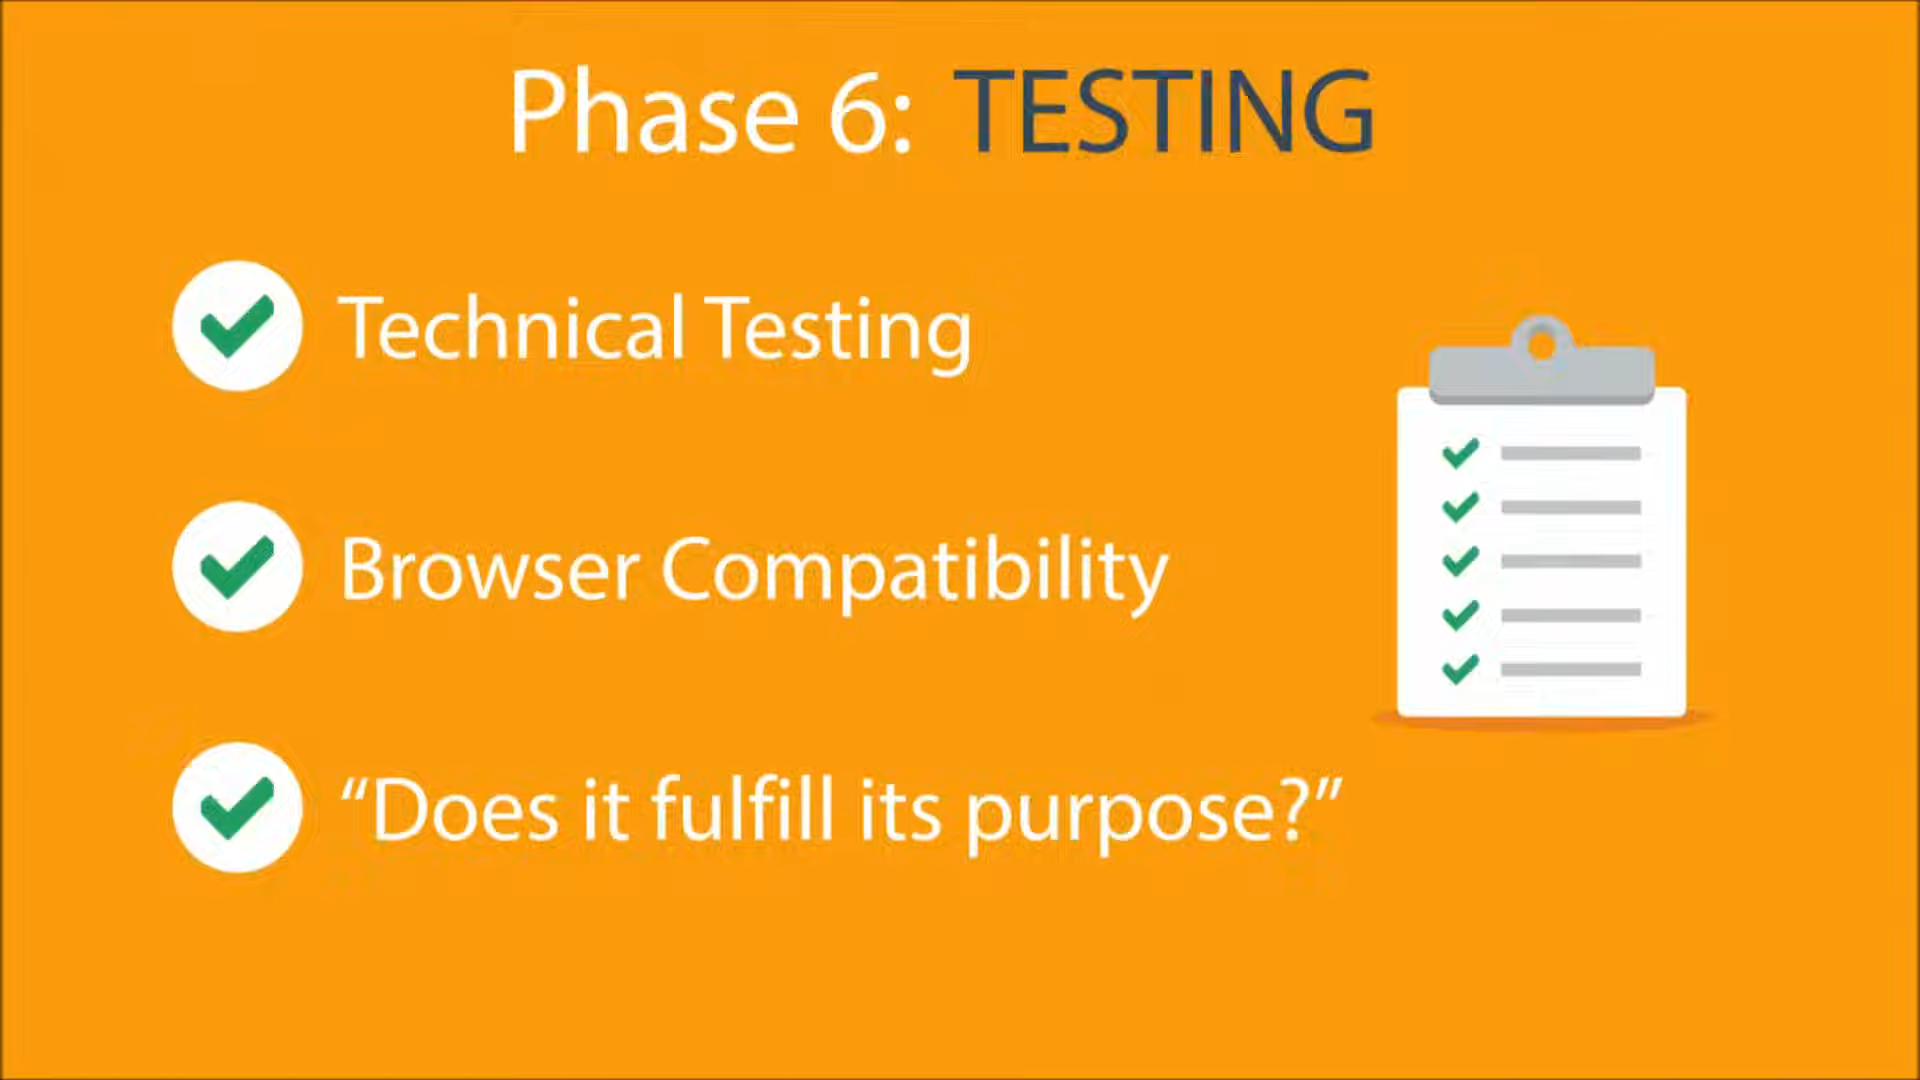 Phase 6: TESTING
Technical Testing
Browser Compatibility
“Does it fulfill its purpose?”